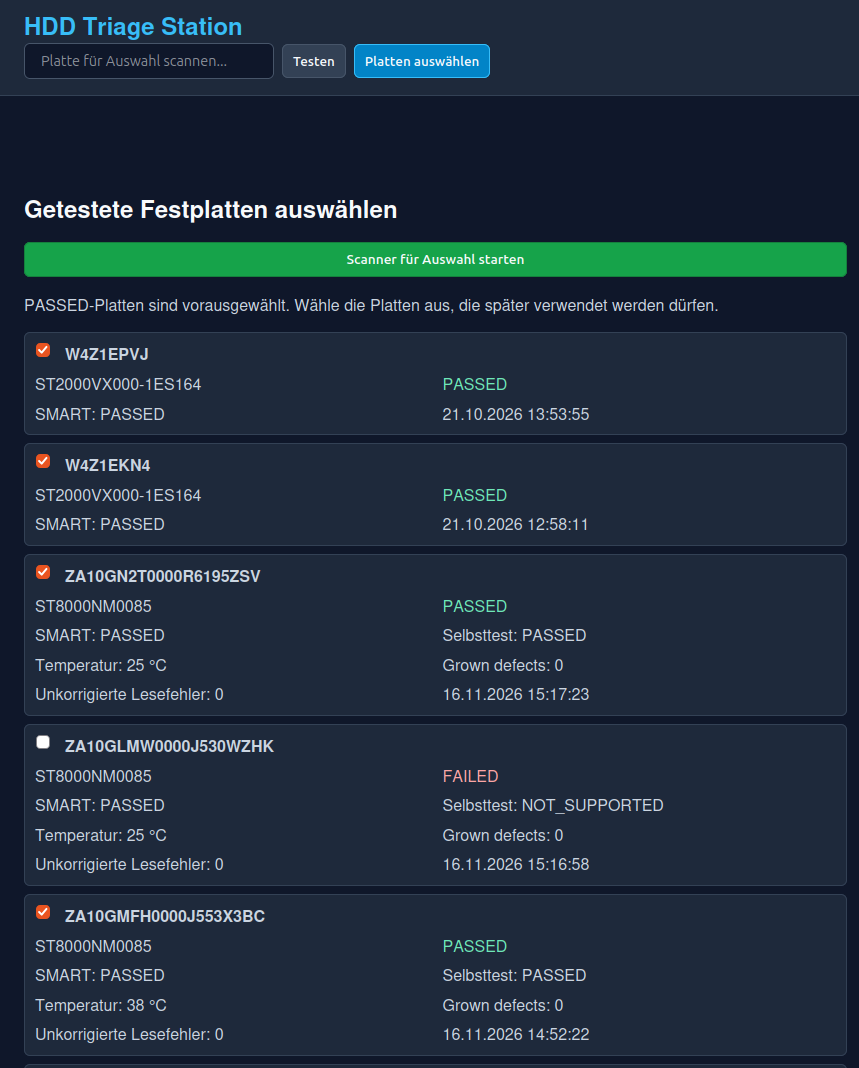 HDD Triage Station
Platte für Auswahl scannen...
Testen
Platten auswählen
Getestete Festplatten auswählen
Scanner für Auswahl starten
PASSED-Platten sind vorausgewählt. Wähle die Platten aus, die später verwendet werden dürfen.
W4Z1EPVJ
ST2000VX000-1ES164 PASSED
SMART: PASSED 21.10.2026 13:53:55
W4Z1EKN4
ST2000VX000-1ES164 PASSED
SMART: PASSED 21.10.2026 12:58:11
ZA10GN2T0000R6195ZSV
ST8000NM0085 PASSED
SMART: PASSED Selbsttest: PASSED
Temperatur: 25 °C Grown defects: 0
Unkorrigierte Lesefehler: 0 16.11.2026 15:17:23
ZA10GLMW0000J530WZHK
ST8000NM0085 FAILED
SMART: PASSED Selbsttest: NOT_SUPPORTED
Temperatur: 25 °C Grown defects: 0
Unkorrigierte Lesefehler: 0 16.11.2026 15:16:58
ZA10GMFH0000J553X3BC
ST8000NM0085 PASSED
SMART: PASSED Selbsttest: PASSED
Temperatur: 38 °C Grown defects: 0
Unkorrigierte Lesefehler: 0 16.11.2026 14:52:22